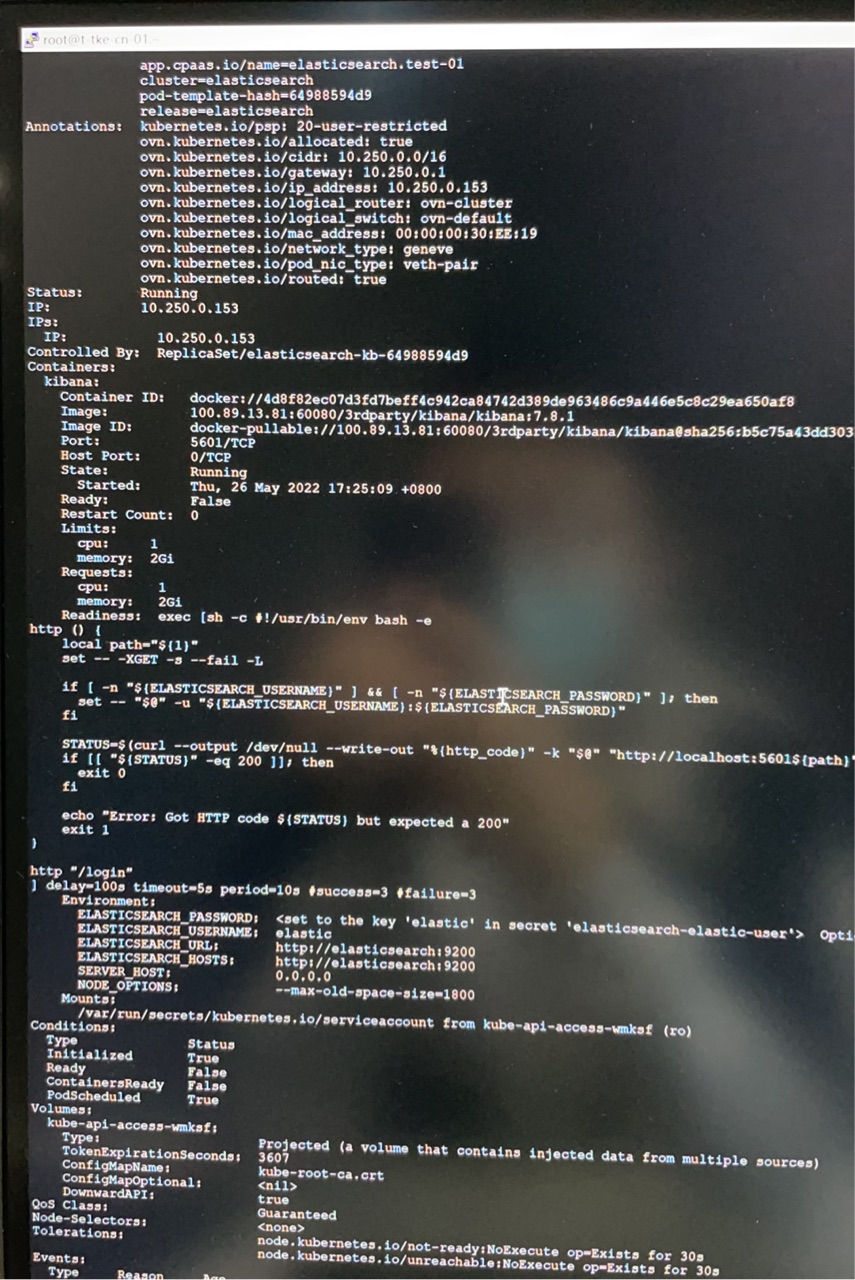 root@t-tke-cn-01:~
app.cpaas.io/name=elasticsearch.test-01
cluster=elasticsearch
pod-template-hash=64988594d9
release=elasticsearch
Annotations: kubernetes.io/psp: 20-user-restricted
ovn.kubernetes.io/allocated: true
ovn.kubernetes.io/cidr: 10.250.0.0/16
ovn.kubernetes.io/gateway: 10.250.0.1
ovn.kubernetes.io/ip_address: 10.250.0.153
ovn.kubernetes.io/logical_router: ovn-cluster
ovn.kubernetes.io/logical_switch: ovn-default
ovn.kubernetes.io/mac_address: 00:00:00:30:EE:19
ovn.kubernetes.io/network_type: geneve
ovn.kubernetes.io/pod_nic_type: veth-pair
ovn.kubernetes.io/routed: true
Status: Running
IP: 10.250.0.153
IPs:
IP: 10.250.0.153
Controlled By: ReplicaSet/elasticsearch-kb-64988594d9
Containers:
kibana:
Container ID: docker://4d8f82ec07d3fd7beff4c942ca84742d389de963486c9a446e5c8c29ea650af8
Image: 100.89.13.81:60080/3rdparty/kibana/kibana:7.8.1
Image ID: docker-pullable://100.89.13.81:60080/3rdparty/kibana/kibana@sha256:b5c75a43dd303
Port: 5601/TCP
Host Port: 0/TCP
State: Running
Started: Thu, 26 May 2022 17:25:09 +0800
Ready: False
Restart Count: 0
Limits:
cpu: 1
memory: 2Gi
Requests:
cpu: 1
memory: 2Gi
Readiness: exec [sh -c #!/usr/bin/env bash -e
http () {
local path="${1}"
set -- -XGET -s --fail -L
if [ -n "${ELASTICSEARCH_USERNAME}" ] && [ -n "${ELASTICSEARCH_PASSWORD}" ]; then
set -- "$@" -u "${ELASTICSEARCH_USERNAME}:${ELASTICSEARCH_PASSWORD}"
fi
STATUS=$(curl --output /dev/null --write-out "%{http_code}" -k "$@" "http://localhost:5601${path}"
if [[ "${STATUS}" -eq 200 ]]; then
exit 0
fi
echo "Error: Got HTTP code ${STATUS} but expected a 200"
exit 1
}
http "/login"
] delay=100s timeout=5s period=10s #success=3 #failure=3
Environment:
ELASTICSEARCH_PASSWORD: <set to the key 'elastic' in secret 'elasticsearch-elastic-user'> Opti
ELASTICSEARCH_USERNAME: elastic
ELASTICSEARCH_URL: http://elasticsearch:9200
ELASTICSEARCH_HOSTS: http://elasticsearch:9200
SERVER_HOST: 0.0.0.0
NODE_OPTIONS: --max-old-space-size=1800
Mounts:
/var/run/secrets/kubernetes.io/serviceaccount from kube-api-access-wmksf (ro)
Conditions:
Type Status
Initialized True
Ready False
ContainersReady False
PodScheduled True
Volumes:
kube-api-access-wmksf:
Type: Projected (a volume that contains injected data from multiple sources)
TokenExpirationSeconds: 3607
ConfigMapName: kube-root-ca.crt
ConfigMapOptional: <nil>
DownwardAPI: true
QoS Class: Guaranteed
Node-Selectors: <none>
Tolerations: node.kubernetes.io/not-ready:NoExecute op=Exists for 30s
node.kubernetes.io/unreachable:NoExecute op=Exists for 30s
Events:
Type Reason Age